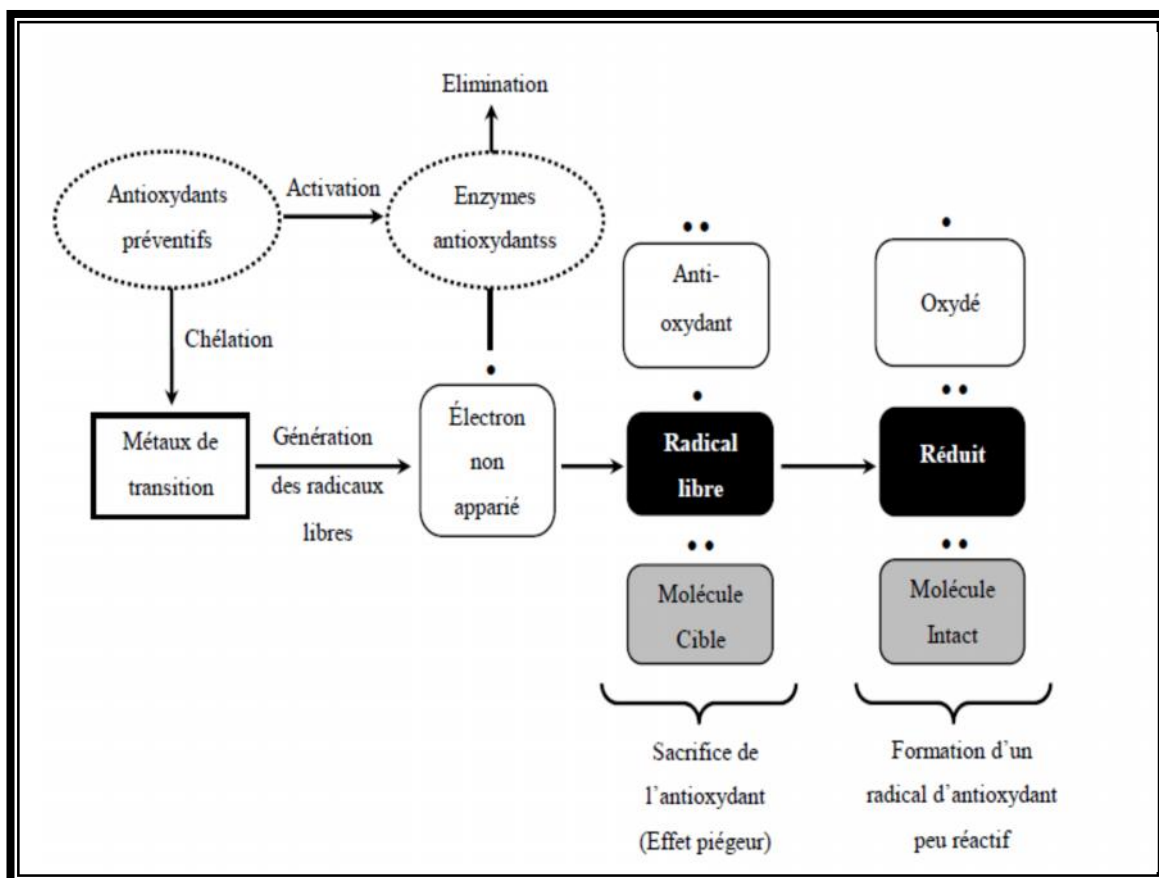 Elimination
Antioxydants
préventifs
Activation
Enzymes
antioxydantss
Chélation
Métaux de
transition
Génération
des radicaux
libres
Électron
non
apparié
Anti-
oxydant
Radical
libre
Molécule
Cible
Oxydé
Réduit
Molécule
Intact
Sacrifice de
l'antioxydant
(Effet piégeur)
Formation d'un
radical d'antioxydant
peu réactif